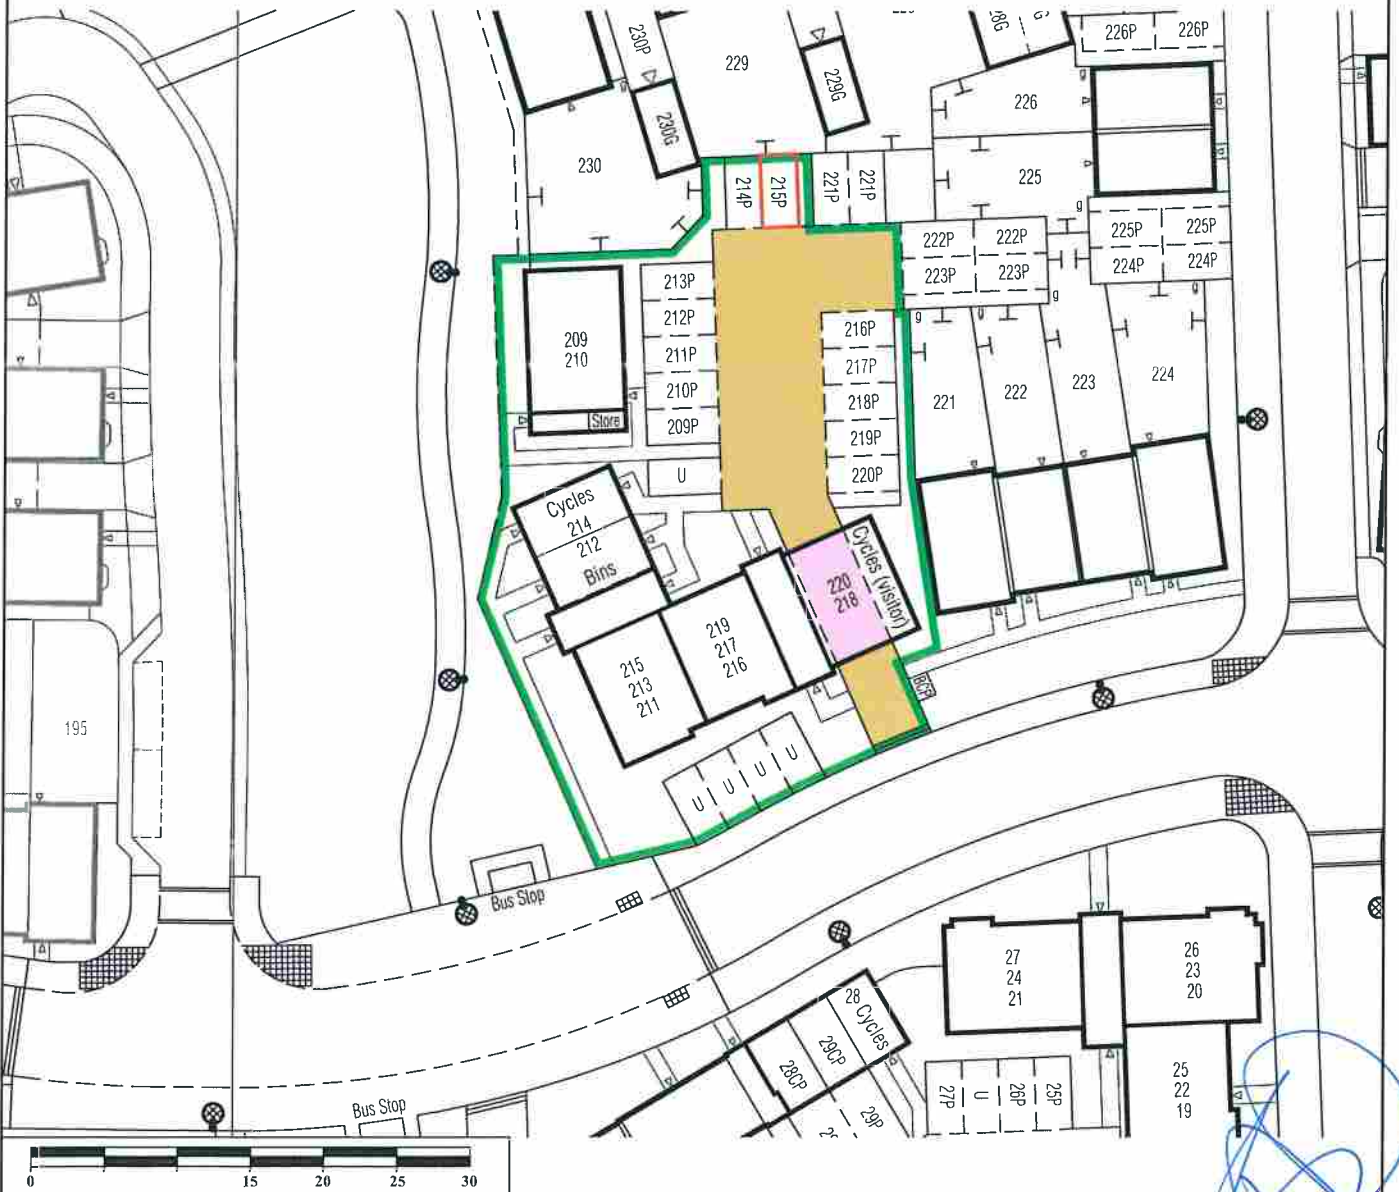 230P
229
229G
226P
226P
226
230G
230
225
214P
215P
221P
221P
222P
222P
223P
223P
225P
225P
224P
224P
213P
212P
211P
210P
209P
U
209
210
Store
216P
217P
218P
219P
220P
221
222
223
224
g
g
g
g
g
g
g
g
Cycles
214
212
Bins
220
218
Cycles (visitor)
219
217
216
215
213
211
BCP
195
U
U
U
U
Bus Stop
27
24
21
26
23
20
28
Cycles
29CP
28CP
29P
27P
U
26P
25P
25
22
19
Bus Stop
0
15
20
25
30